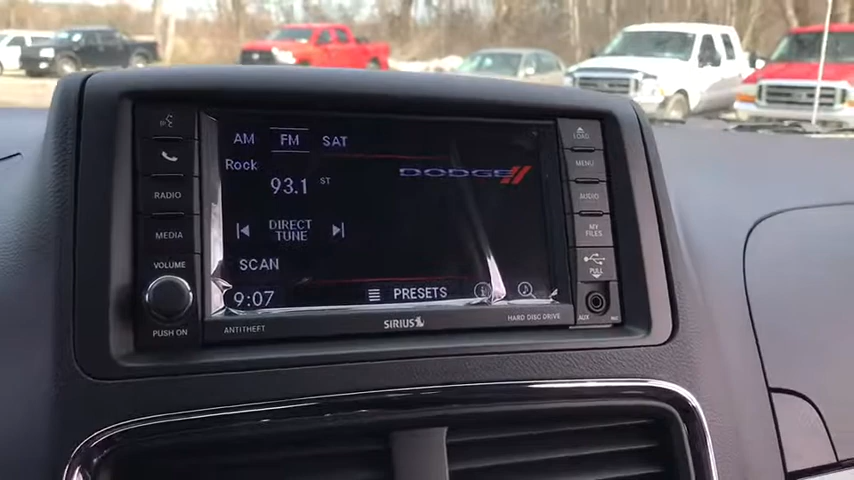 LOAD
AM FM SAT
MENU
Rock
DODGE
RADIO
AUDIO
93.1 ST
MEDIA
DIRECT
TUNE
MY
FILES
VOLUME
SCAN
PULL
9:07
PRESETS
PUSH ON
ANTITHEFT
SIRIUS
HARD DISC DRIVE
AUX